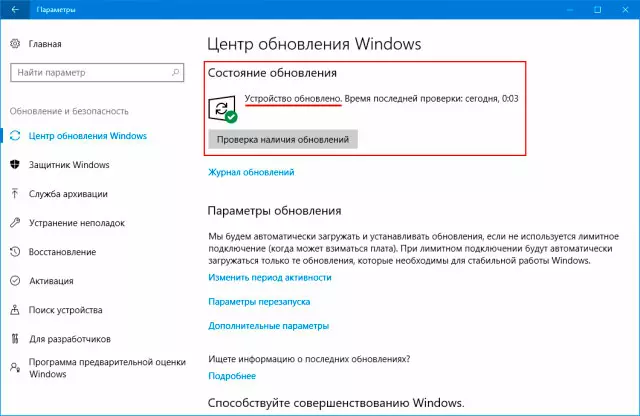 Параметры
Главная
Найти параметр
Обновление и безопасность
Центр обновления Windows
Защитник Windows
Служба архивации
Устранение неполадок
Восстановление
Активация
Поиск устройства
Для разработчиков
Программа предварительной оценки
Windows
Центр обновления Windows
Состояние обновления
Устройство обновлено. Время последней проверки: сегодня, 0:03
Проверка наличия обновлений
Журнал обновлений
Параметры обновления
Мы будем автоматически загружать и устанавливать обновления, если не используется лимитное
подключение (когда может взиматься плата). При лимитном подключении будут автоматически
загружаться только те обновления, которые необходимы для стабильной работы Windows.
Изменить период активности
Параметры перезапуска
Дополнительные параметры
Ищете информацию о последних обновлениях?
Подробнее
Способствуйте совершенствованию Windows.